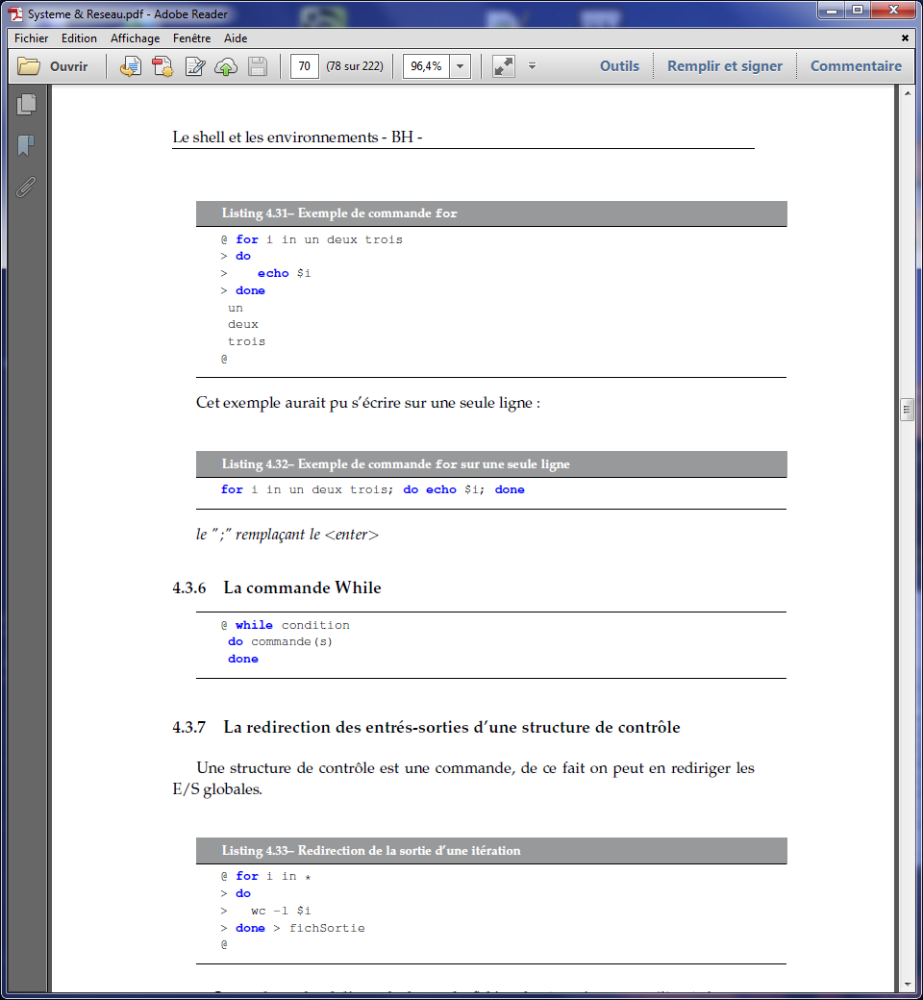 Systeme & Reseau.pdf - Adobe Reader
Fichier Edition Affichage Fenêtre Aide
Ouvrir 70 (78 sur 222) 96,4% Outils Remplir et signer Commentaire
Le shell et les environnements - BH -
Listing 4.31– Exemple de commande for
@ for i in un deux trois
> do
> echo $i
> done
un
deux
trois
@
Cet exemple aurait pu s’écrire sur une seule ligne :
Listing 4.32– Exemple de commande for sur une seule ligne
for i in un deux trois; do echo $i; done
le ";" remplaçant le <enter>
4.3.6 La commande While
@ while condition
do commande(s)
done
4.3.7 La redirection des entrés-sorties d’une structure de contrôle
Une structure de contrôle est une commande, de ce fait on peut en rediriger les
E/S globales.
Listing 4.33– Redirection de la sortie d’une itération
@ for i in *
> do
> wc -l $i
> done > fichSortie
@